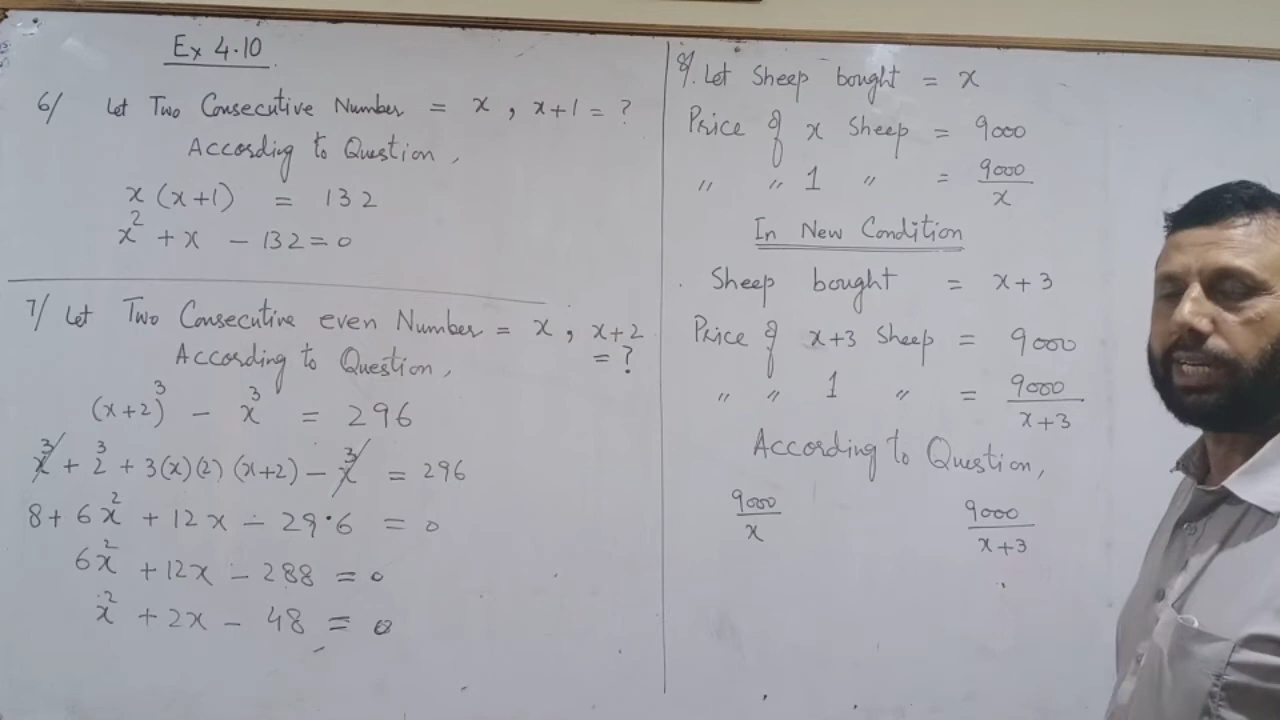 Ex 4.10
6/ Let Two Consecutive Number = x , x+1 = ?
According to Question,
x (x+1) = 132
x² + x - 132 = 0
7/ Let Two Consecutive even Number = x , x+2
= ?
According to Question,
(x+2)³ - x³ = 296
x³ + 2³ + 3(x)(2)(x+2) - x³ = 296
8 + 6x² + 12x - 296 = 0
6x² + 12x - 288 = 0
x² + 2x - 48 = 0
8/. Let Sheep bought = x
Price of x Sheep = 9000
" " 1 " = 9000/x
In New Condition
Sheep bought = x+3
Price of x+3 Sheep = 9000
" " 1 " = 9000/x+3
According to Question,
9000/x 9000/x+3